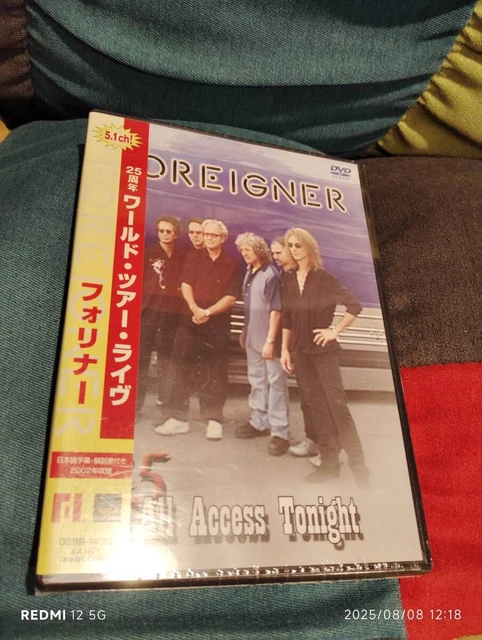 5.1ch!
DVD
OREIGNER
25周年 ワールド・ツアー・ライヴ
フォリナー
日本語字幕・解説書付き
2002年収録
All Access Tonight
REDMI 12 5G
2025/08/08 12:18